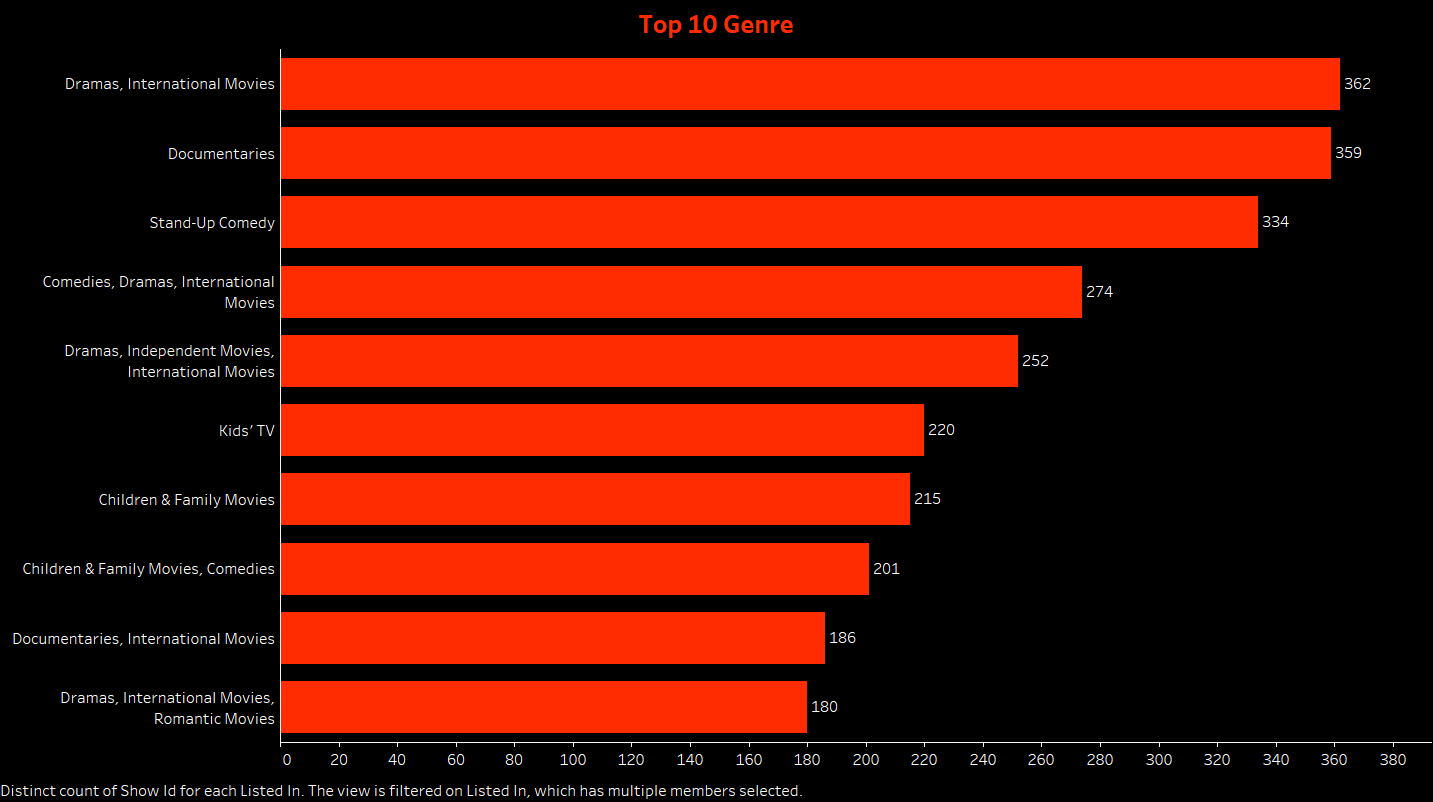 Top 10 Genre
Dramas, International Movies
362
Documentaries
359
Stand-Up Comedy
334
Comedies, Dramas, International
Movies
274
Dramas, Independent Movies,
International Movies
252
Kids’ TV
220
Children & Family Movies
215
Children & Family Movies, Comedies
201
Documentaries, International Movies
186
Dramas, International Movies,
Romantic Movies
180
0 20 40 60 80 100 120 140 160 180 200 220 240 260 280 300 320 340 360 380
Distinct count of Show Id for each Listed In. The view is filtered on Listed In, which has multiple members selected.